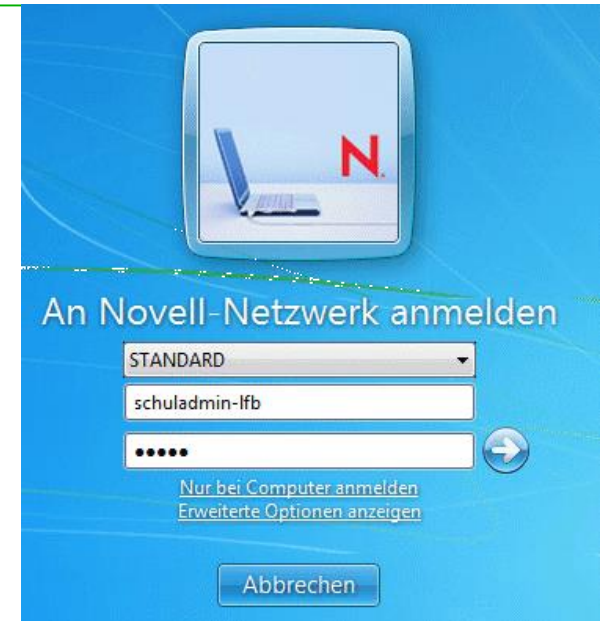 N
An Novell-Netzwerk anmelden
STANDARD
schuladmin-lfb
•••••
Nur bei Computer anmelden
Erweiterte Optionen anzeigen
Abbrechen